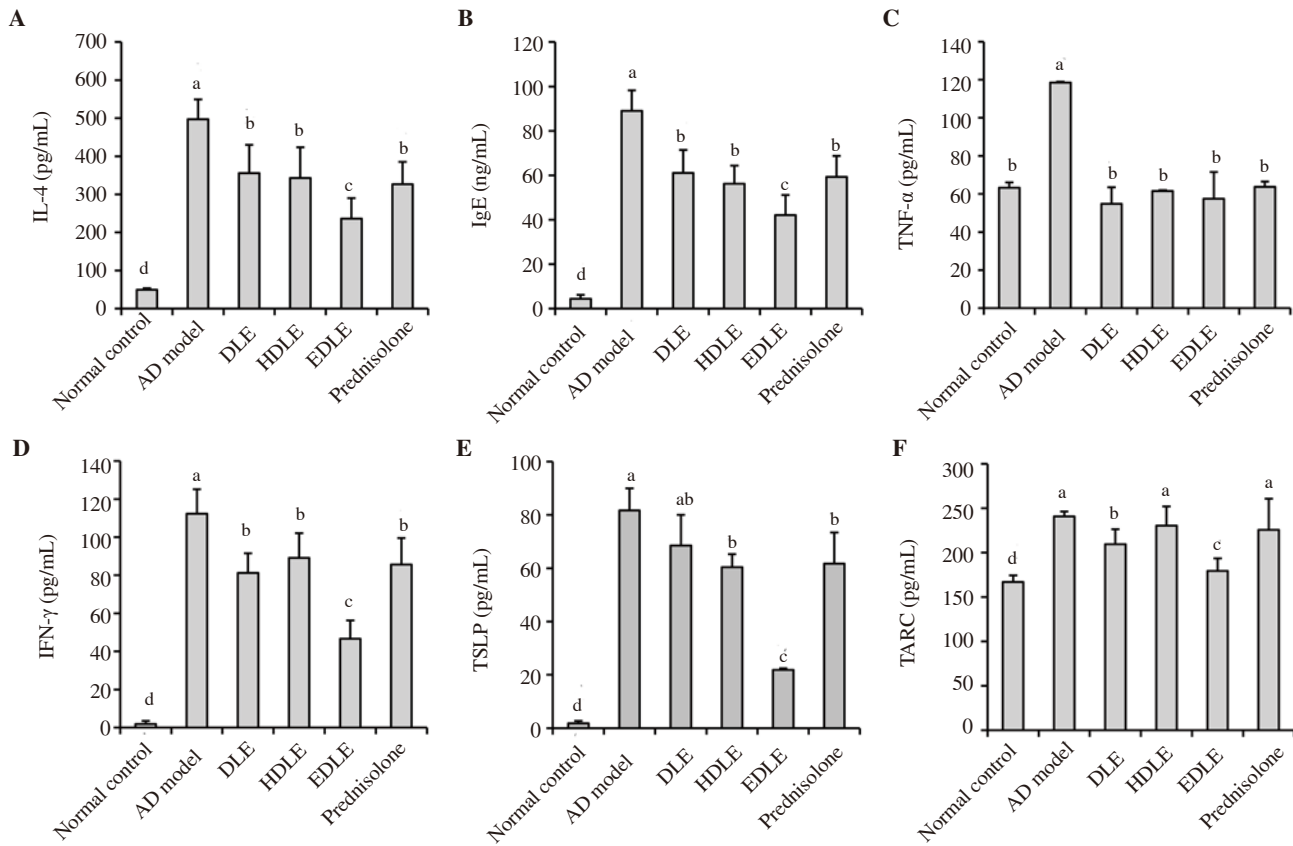 A
IL-4 (pg/mL)
700
600
500
400
300
200
100
0
d
a
b
b
c
b
Normal control
AD model
DLE
HDLE
EDLE
Prednisolone
B
IgE (ng/mL)
120
100
80
60
40
20
0
d
a
b
b
c
b
Normal control
AD model
DLE
HDLE
EDLE
Prednisolone
C
TNF-α (pg/mL)
140
120
100
80
60
40
20
0
b
a
b
b
b
b
Normal control
AD model
DLE
HDLE
EDLE
Prednisolone
D
IFN-γ (pg/mL)
140
120
100
80
60
40
20
0
d
a
b
b
c
b
Normal control
AD model
DLE
HDLE
EDLE
Prednisolone
E
TSLP (pg/mL)
100
80
60
40
20
0
d
a
ab
b
c
b
Normal control
AD model
DLE
HDLE
EDLE
Prednisolone
F
TARC (pg/mL)
300
250
200
150
100
50
0
d
a
b
a
c
a
Normal control
AD model
DLE
HDLE
EDLE
Prednisolone